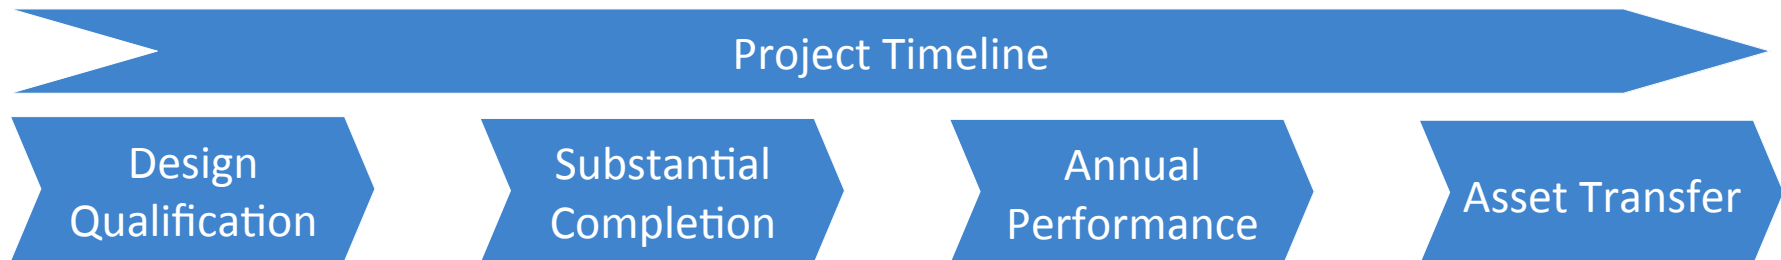 Project Timeline
Design
Qualification
Substantial
Completion
Annual
Performance
Asset Transfer